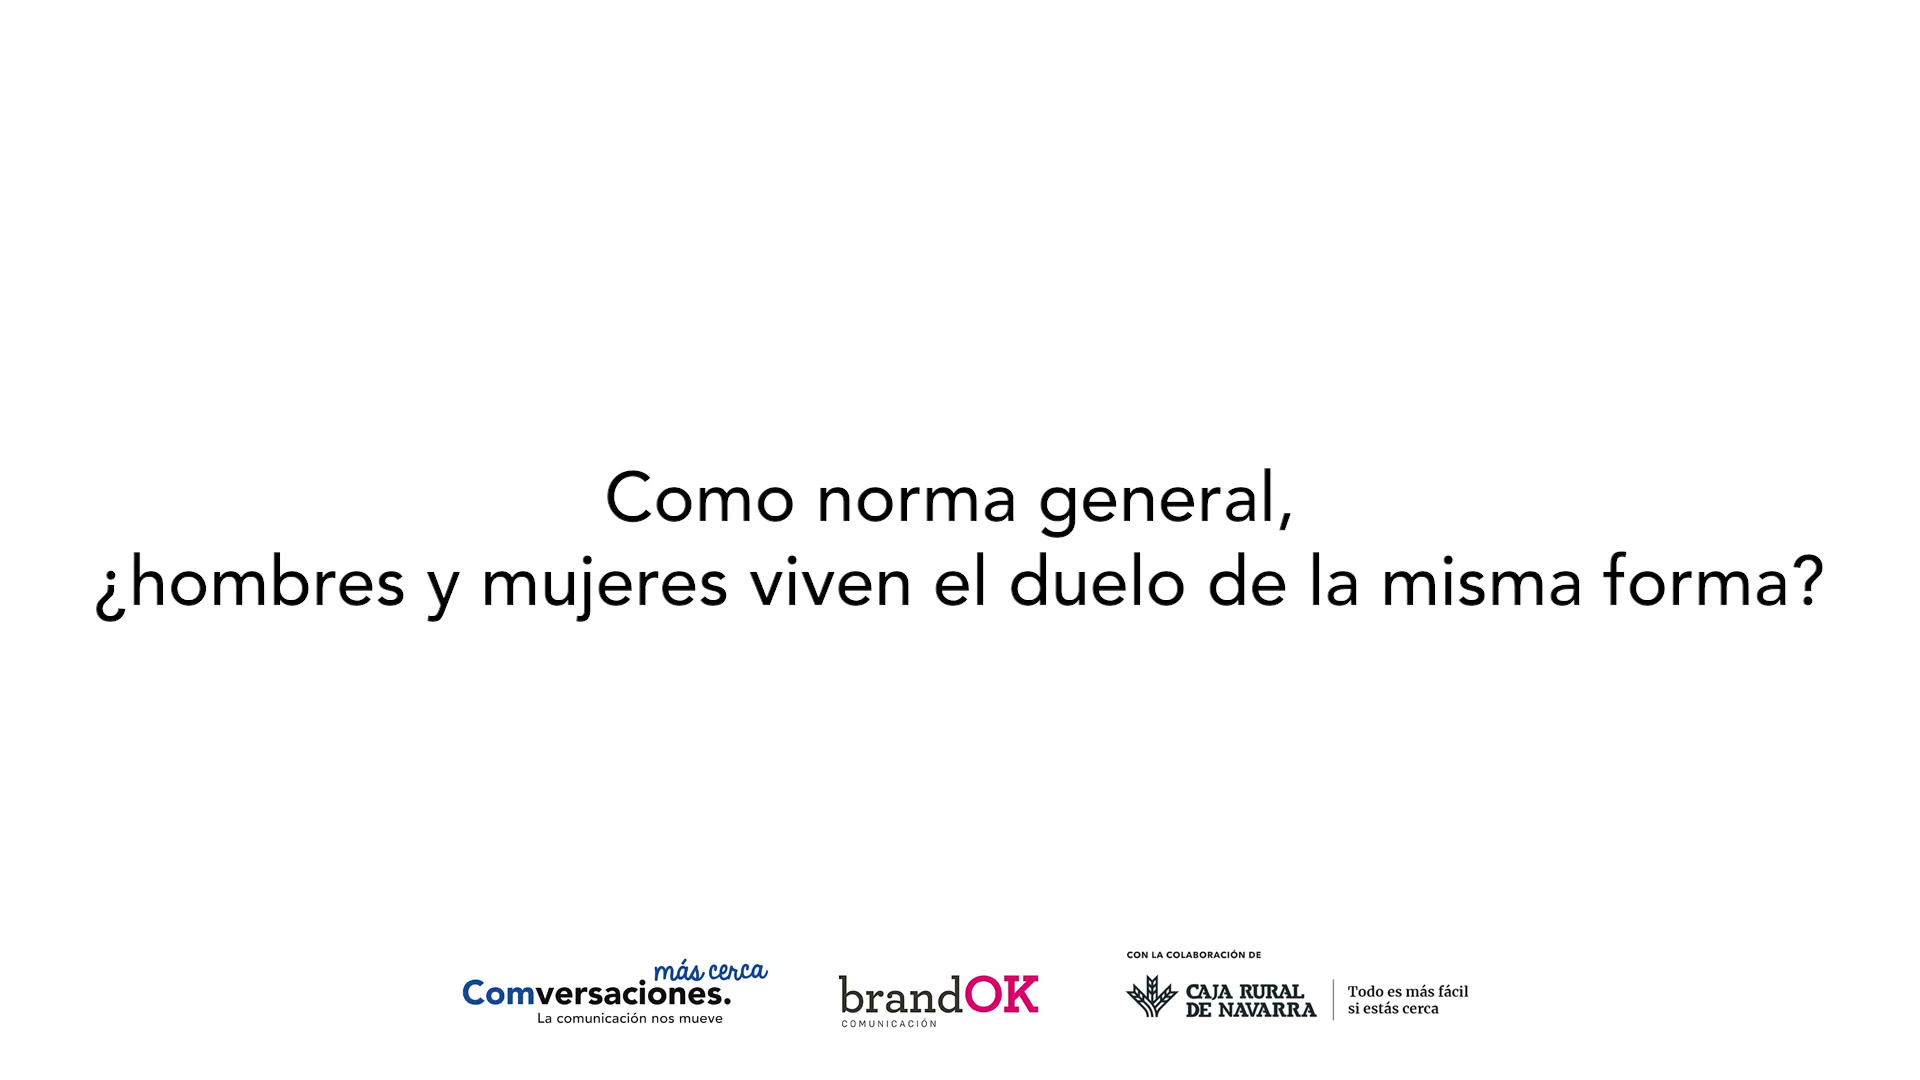 Como norma general,
¿hombres y mujeres viven el duelo de la misma forma?
más cerca
Comversaciones.
La comunicación nos mueve
brandOK
COMUNICACIÓN
CON LA COLABORACIÓN DE
CAJA RURAL
DE NAVARRA
Todo es más fácil
si estás cerca